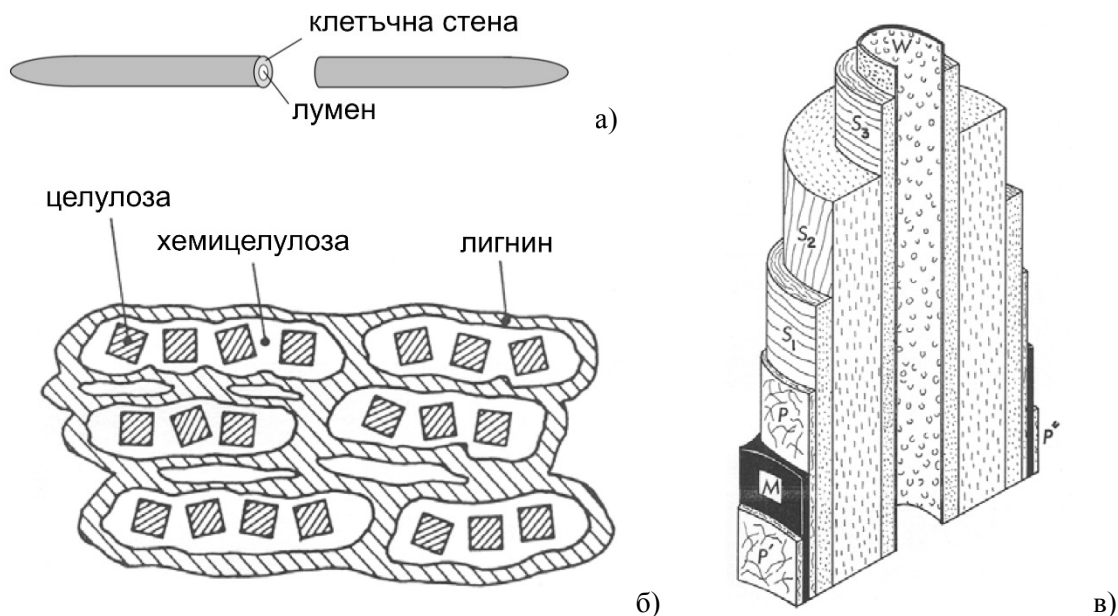 клетъчна стена
лумен
а)
целулоза
хемицелулоза
лигнин
б)
W
S3
S2
S1
P
M
P'
P"
в)